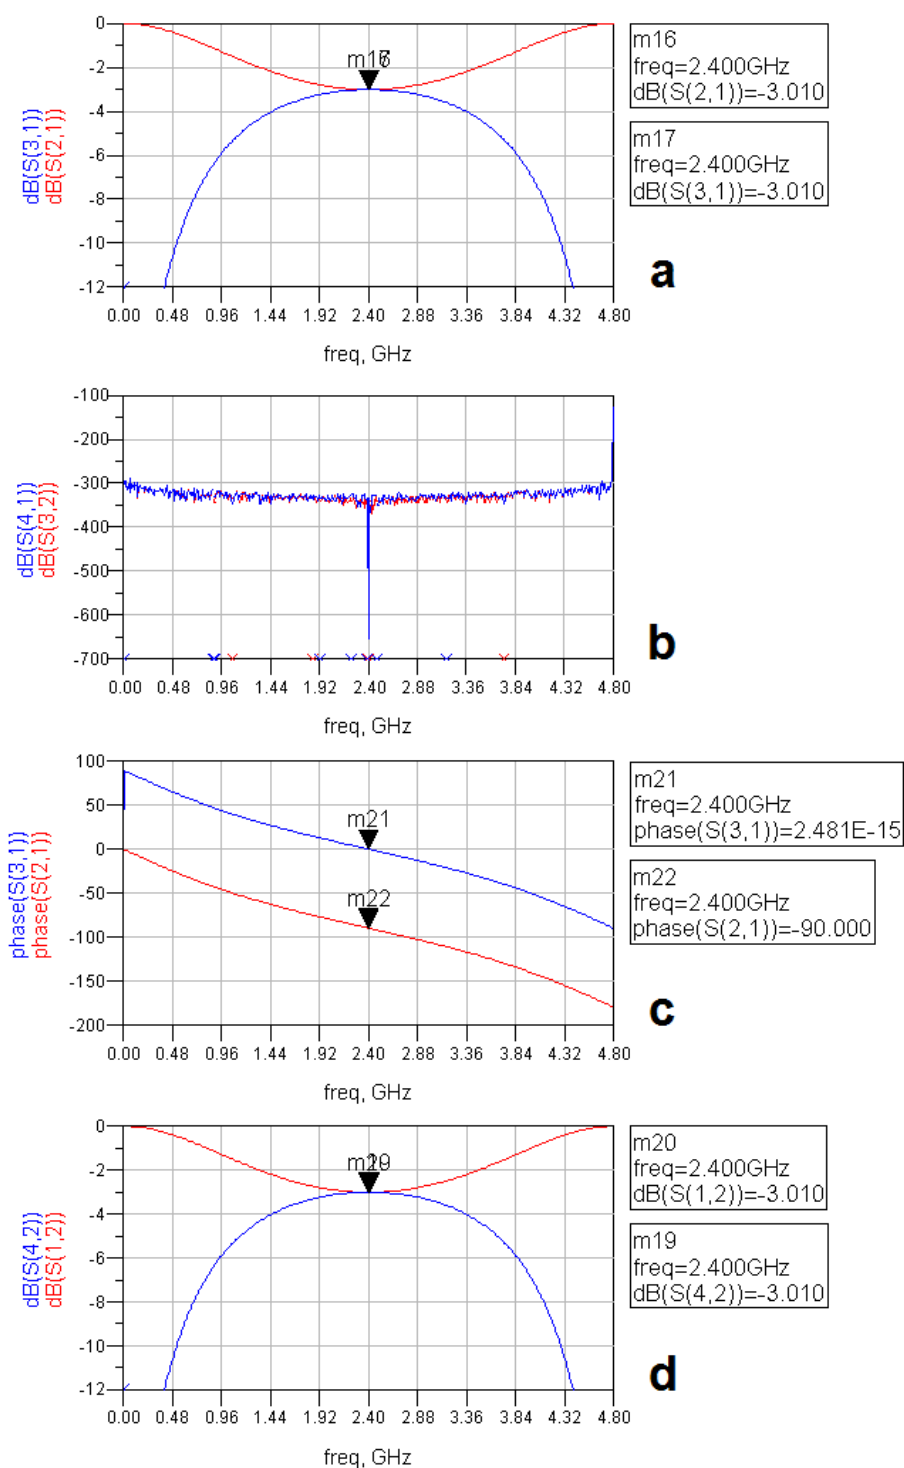 0
-2
-4
-6
-8
-10
-12
dB(S(3,1))
dB(S(2,1))
m16
m17
0.00 0.48 0.96 1.44 1.92 2.40 2.88 3.36 3.84 4.32 4.80
freq, GHz
m16
freq=2.400GHz
dB(S(2,1))=-3.010
m17
freq=2.400GHz
dB(S(3,1))=-3.010
a
-100
-200
-300
-400
-500
-600
-700
dB(S(4,1))
dB(S(3,2))
0.00 0.48 0.96 1.44 1.92 2.40 2.88 3.36 3.84 4.32 4.80
freq, GHz
b
100
50
0
-50
-100
-150
-200
phase(S(3,1))
phase(S(2,1))
m21
m22
0.00 0.48 0.96 1.44 1.92 2.40 2.88 3.36 3.84 4.32 4.80
freq, GHz
m21
freq=2.400GHz
phase(S(3,1))=2.481E-15
m22
freq=2.400GHz
phase(S(2,1))=-90.000
c
0
-2
-4
-6
-8
-10
-12
dB(S(4,2))
dB(S(1,2))
m20
m19
0.00 0.48 0.96 1.44 1.92 2.40 2.88 3.36 3.84 4.32 4.80
freq, GHz
m20
freq=2.400GHz
dB(S(1,2))=-3.010
m19
freq=2.400GHz
dB(S(4,2))=-3.010
d